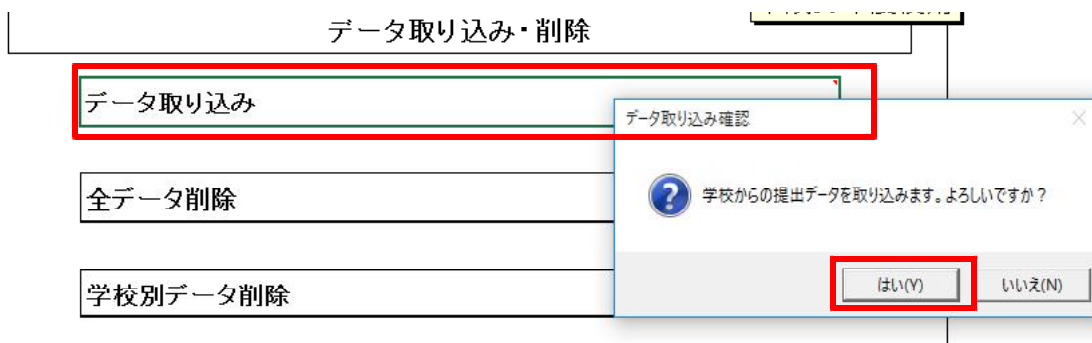 データ取り込み・削除
データ取り込み
データ取り込み確認
学校からの提出データを取り込みます。よろしいですか？
全データ削除
はい(Y)
いいえ(N)
学校別データ削除